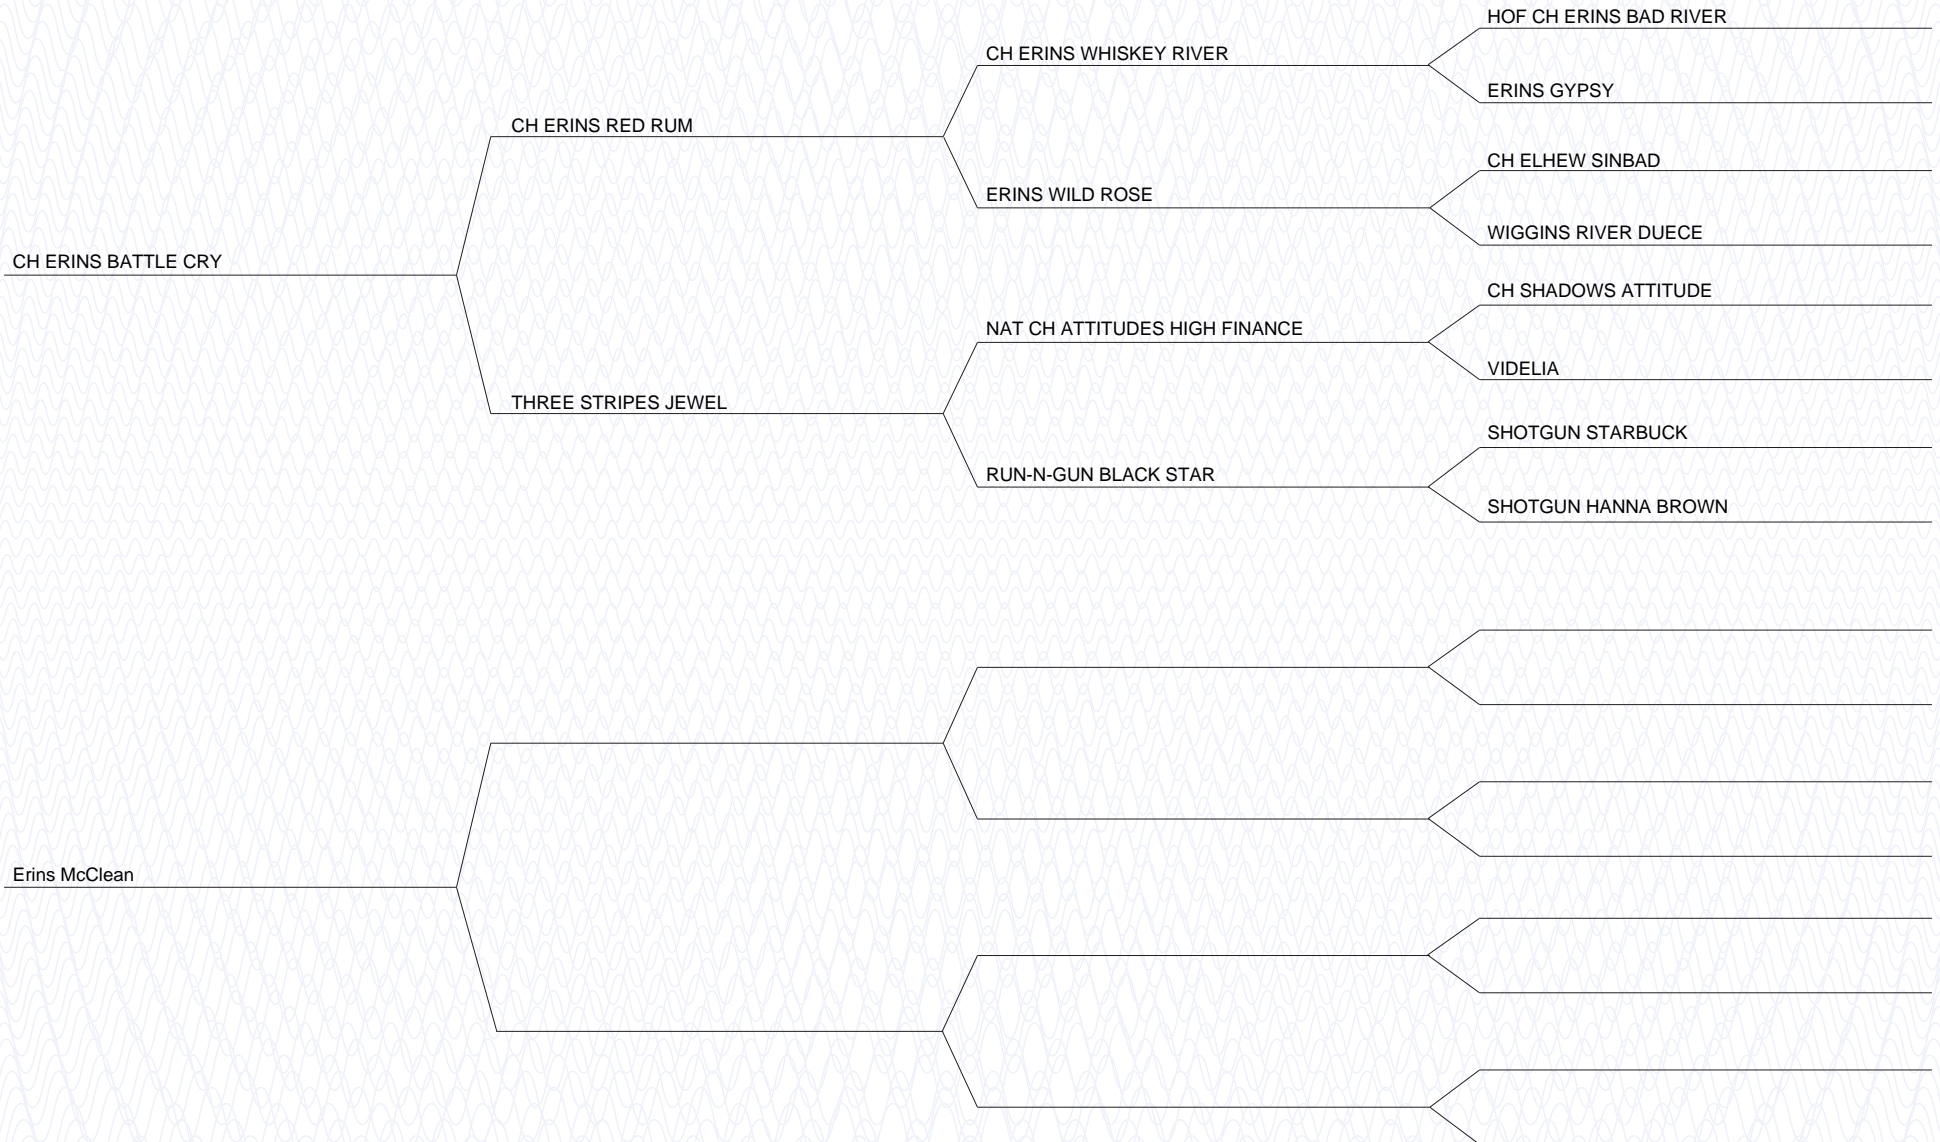 HOF CH ERINS BAD RIVER
CH ERINS WHISKEY RIVER
ERINS GYPSY
CH ERINS RED RUM
CH ELHEW SINBAD
ERINS WILD ROSE
WIGGINS RIVER DUECE
CH ERINS BATTLE CRY
CH SHADOWS ATTITUDE
NAT CH ATTITUDES HIGH FINANCE
VIDELIA
THREE STRIPES JEWEL
SHOTGUN STARBUCK
RUN-N-GUN BLACK STAR
SHOTGUN HANNA BROWN
Erins McClean